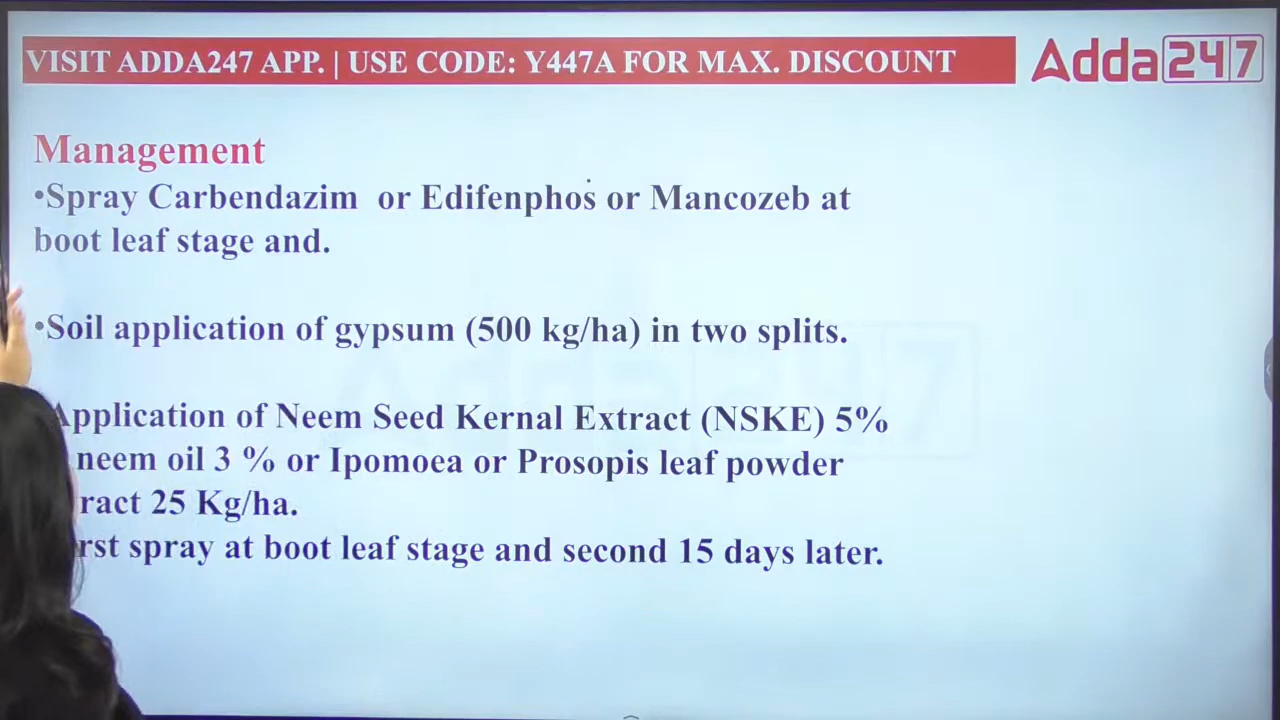 VISIT ADDA247 APP. | USE CODE: Y447A FOR MAX. DISCOUNT
Adda247
Management
•Spray Carbendazim or Edifenphos or Mancozeb at
boot leaf stage and.
•Soil application of gypsum (500 kg/ha) in two splits.
Application of Neem Seed Kernal Extract (NSKE) 5%
neem oil 3 % or Ipomoea or Prosopis leaf powder
ract 25 Kg/ha.
rst spray at boot leaf stage and second 15 days later.